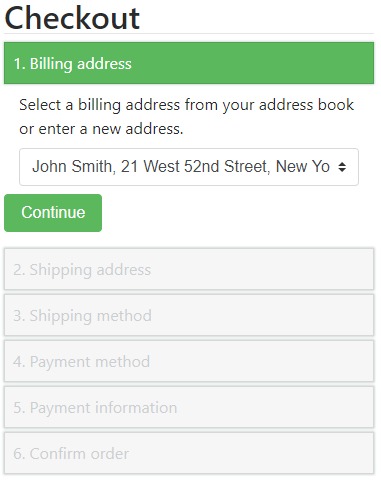 Checkout
1. Billing address
Select a billing address from your address book
or enter a new address.
John Smith, 21 West 52nd Street, New Yo
Continue
2. Shipping address
3. Shipping method
4. Payment method
5. Payment information
6. Confirm order